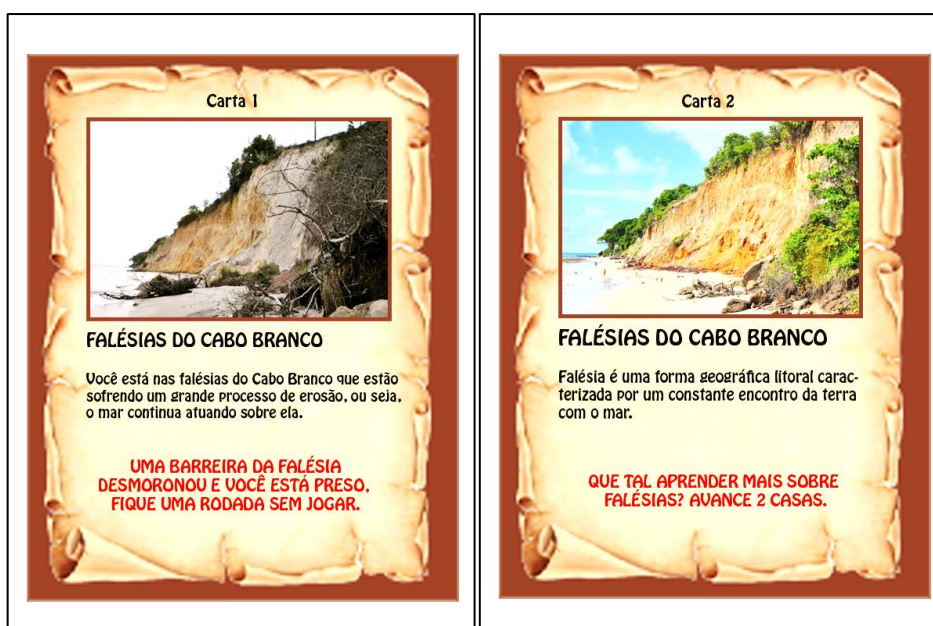 Carta 1
FALÉSIAS DO CABO BRANCO
Você está nas falésias do Cabo Branco que estão
sofrendo um grande processo de erosão, ou seja,
o mar continua atuando sobre ela.
UMA BARREIRA DA FALÉSIA
DESMORONOU E VOCÊ ESTÁ PRESO,
FIQUE UMA RODADA SEM JOGAR.
Carta 2
FALÉSIAS DO CABO BRANCO
Falésia é uma forma geográfica litoral carac-
terizada por um constante encontro da terra
com o mar.
QUE TAL APRENDER MAIS SOBRE
FALÉSIAS? AVANCE 2 CASAS.